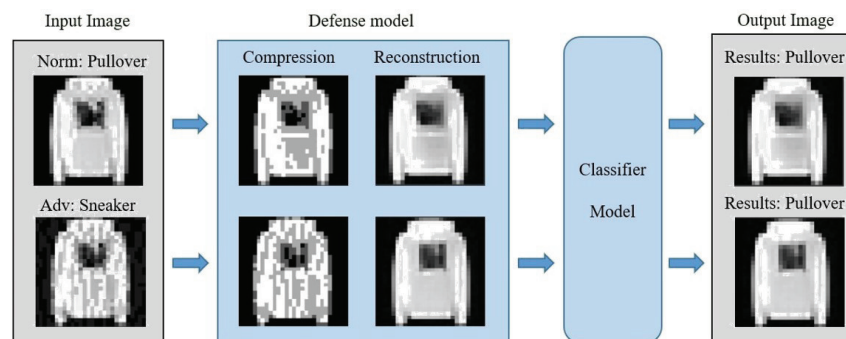 Input Image
Defense model
Output Image
Norm: Pullover
Compression
Reconstruction
Results: Pullover
Classifier
Model
Adv: Sneaker
Results: Pullover